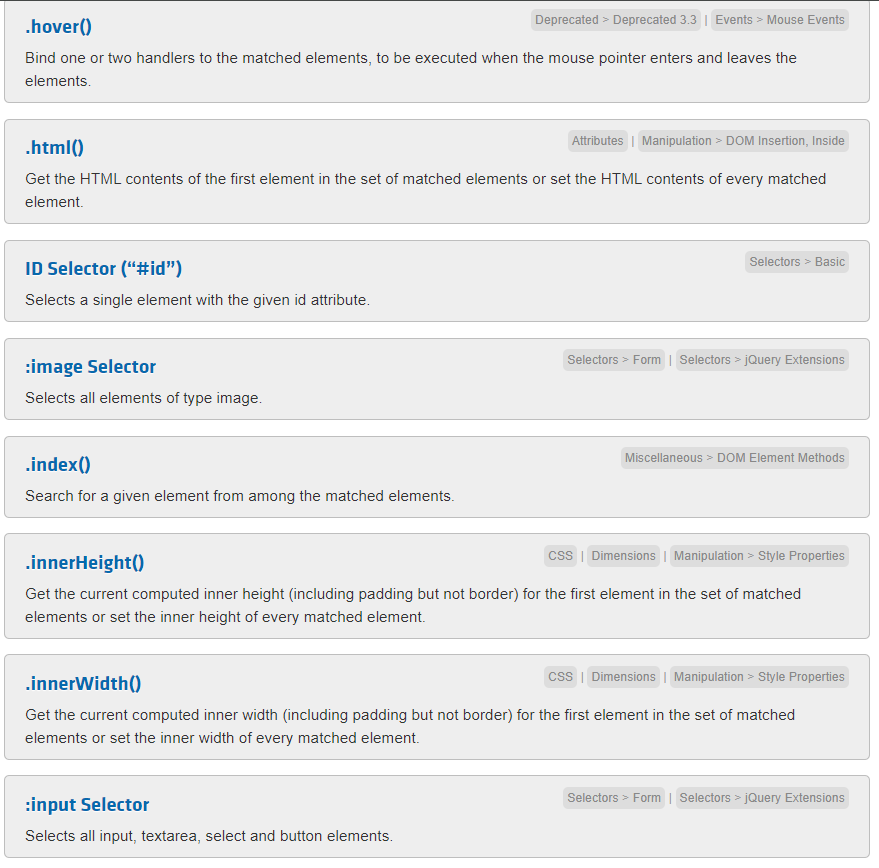 .hover()
Deprecated > Deprecated 3.3 | Events > Mouse Events
Bind one or two handlers to the matched elements, to be executed when the mouse pointer enters and leaves the
elements.
.html()
Attributes | Manipulation > DOM Insertion, Inside
Get the HTML contents of the first element in the set of matched elements or set the HTML contents of every matched
element.
ID Selector (“#id”)
Selectors > Basic
Selects a single element with the given id attribute.
:image Selector
Selectors > Form | Selectors > jQuery Extensions
Selects all elements of type image.
.index()
Miscellaneous > DOM Element Methods
Search for a given element from among the matched elements.
.innerHeight()
CSS | Dimensions | Manipulation > Style Properties
Get the current computed inner height (including padding but not border) for the first element in the set of matched
elements or set the inner height of every matched element.
.innerWidth()
CSS | Dimensions | Manipulation > Style Properties
Get the current computed inner width (including padding but not border) for the first element in the set of matched
elements or set the inner width of every matched element.
:input Selector
Selectors > Form | Selectors > jQuery Extensions
Selects all input, textarea, select and button elements.